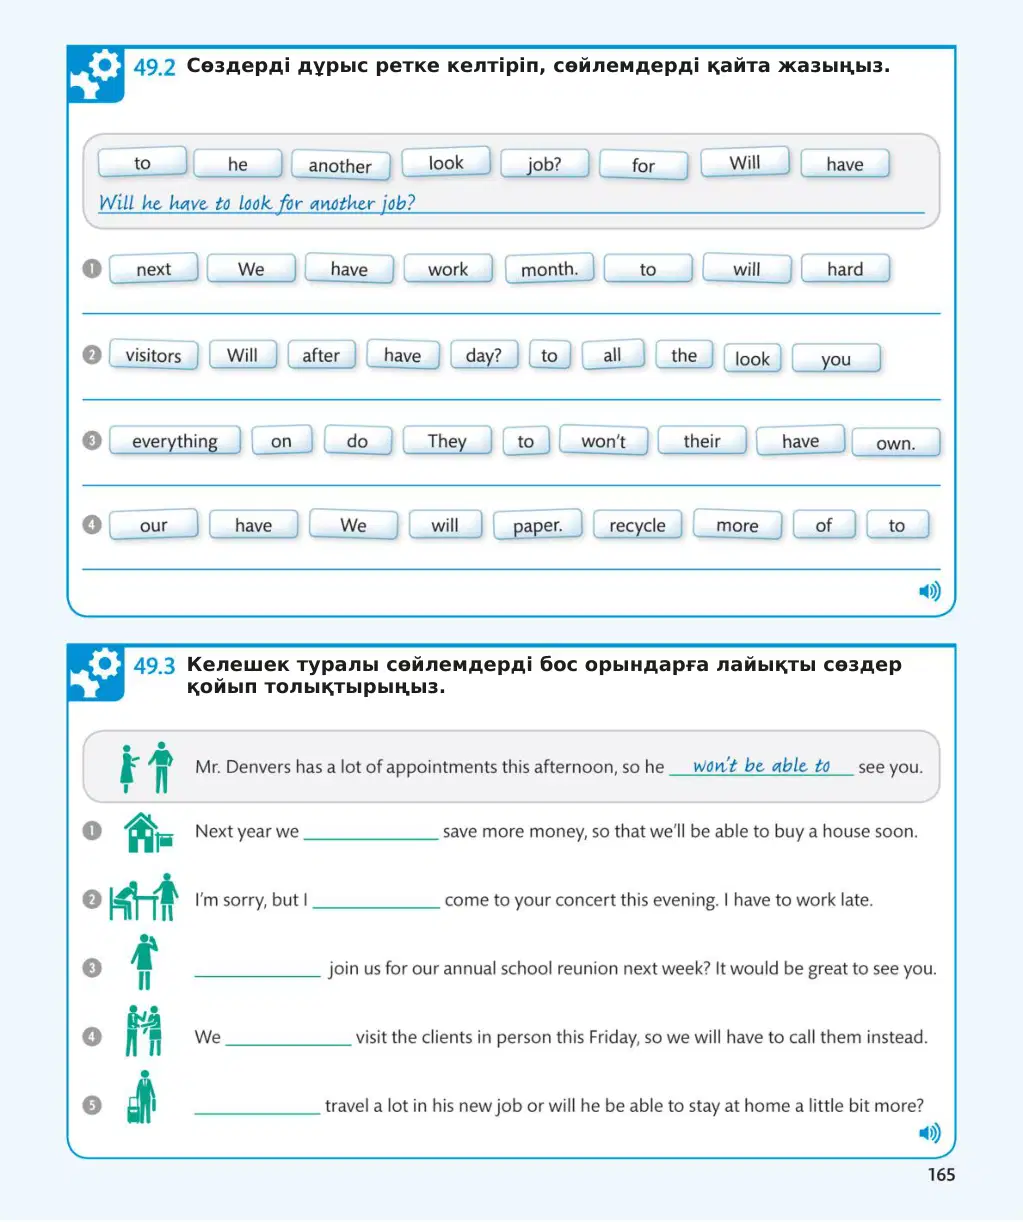 49.2 Сөздерді дұрыс ретке келтіріп, сөйлемдерді қайта жазыңыз.
to he another look job? for Will have
Will he have to look for another job?
1 next We have work month. to will hard
2 visitors Will after have day? to all the look you
3 everything on do They to won't their have own.
4 our have We will paper. recycle more of to
49.3 Келешек туралы сөйлемдерді бос орындарға лайықты сөздер
қойып толықтырыңыз.
Mr. Denvers has a lot of appointments this afternoon, so he won't be able to see you.
1 Next year we ______ save more money, so that we'll be able to buy a house soon.
2 I'm sorry, but I ______ come to your concert this evening. I have to work late.
3 ______ join us for our annual school reunion next week? It would be great to see you.
4 We ______ visit the clients in person this Friday, so we will have to call them instead.
5 ______ travel a lot in his new job or will he be able to stay at home a little bit more?
165